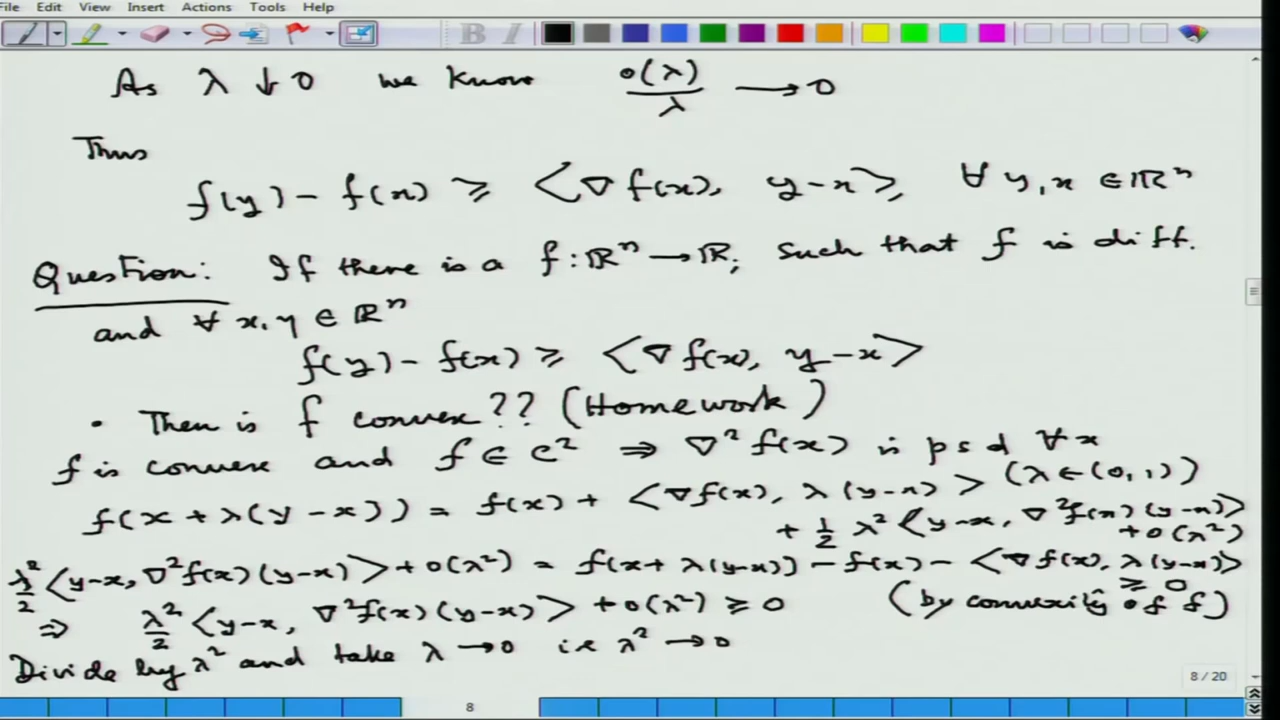 File Edit View Insert Actions Tools Help
B I
As λ ↓ 0 we know o(λ)/λ → 0
Thus
f(y) - f(x) ≥ <∇f(x), y-x>, ∀ y, x ∈ ℝⁿ
Question: If there is a f: ℝⁿ → ℝ, such that f is diff.
and ∀ x, y ∈ ℝⁿ
f(y) - f(x) ≥ <∇f(x), y-x>
• Then is f convex?? (Homework)
f is convex and f ∈ C² ⇒ ∇²f(x) is psd ∀x
f(x + λ(y-x)) = f(x) + <∇f(x), λ(y-x)> (λ ∈ (0,1))
+ 1/2 λ² <y-x, ∇²f(x)(y-x)>
+ o(λ²)
λ²/2 <y-x, ∇²f(x)(y-x)> + o(λ²) = f(x + λ(y-x)) - f(x) - <∇f(x), λ(y-x)>
≥ 0
⇒ λ²/2 <y-x, ∇²f(x)(y-x)> + o(λ²) ≥ 0 (by convexity of f)
Divide by λ² and take λ → 0 i.e λ² → 0
8 / 20
8